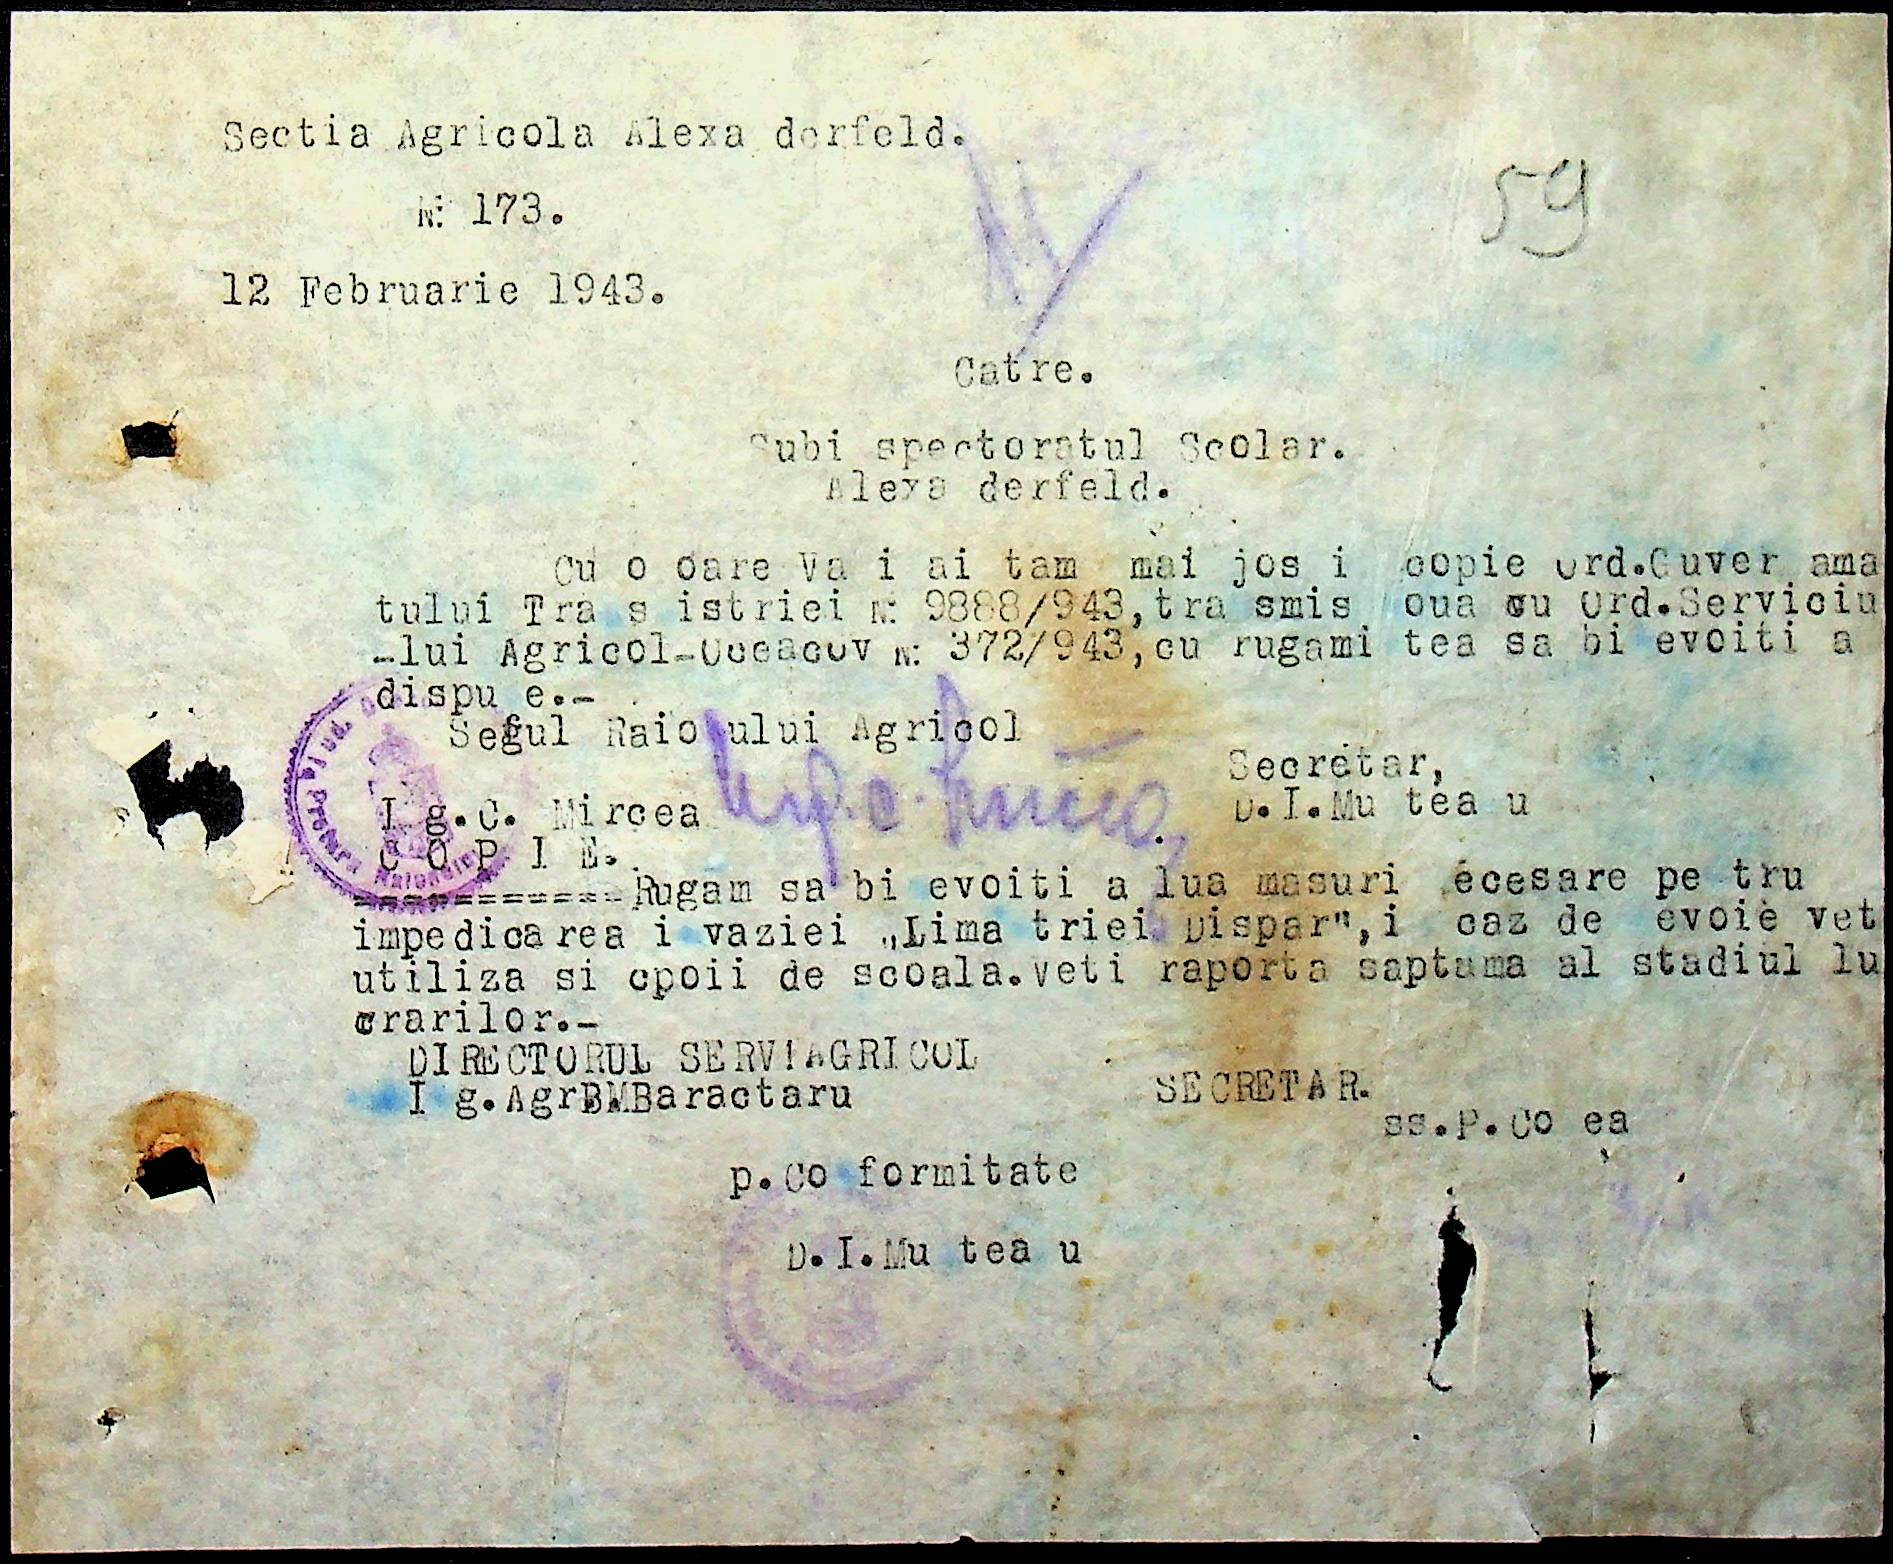 Sectia Agricola Alexa derfeld.
59
№ 173.
12 Februarie 1943.
Catre.
Subi spectoratul Scolar.
Alexa derfeld.
Cu o oare Va i ai tam mai jos i copie Ord.Guver ama
tului Tra s istriei № 9888/943,tra smis oua cu Ord.Serviciu
-lui Agricol-Oceacov № 372/943,cu rugami tea sa bi evoiti a
dispu e.-
Seful Raio ului Agricol
Secretar,
I g.C. Mircea
D.I.Mu tea u
C O P I E.
============Rugam sa bi evoiti a lua masuri ecesare pe tru
impedicarea i vaziei „Lima triei Dispar", i caz de evoie vet
utiliza si cpoii de scoala.Veti raporta saptama al stadiul lu
crarilor.-
DIRECTORUL SERV!AGRICOL
I g.AgrBMBaractaru
SECRETAR.
ss.P.Co ea
p.Co formitate
D.I.Mu tea u